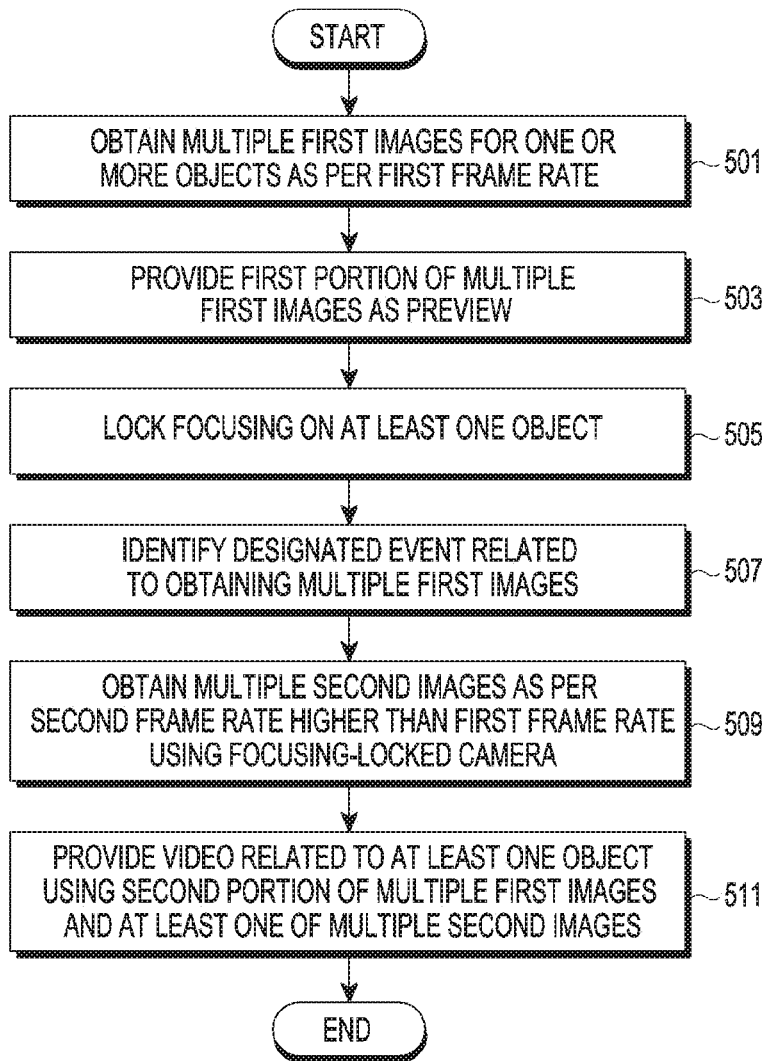 START
OBTAIN MULTIPLE FIRST IMAGES FOR ONE OR
MORE OBJECTS AS PER FIRST FRAME RATE
501
PROVIDE FIRST PORTION OF MULTIPLE
FIRST IMAGES AS PREVIEW
503
LOCK FOCUSING ON AT LEAST ONE OBJECT
505
IDENTIFY DESIGNATED EVENT RELATED
TO OBTAINING MULTIPLE FIRST IMAGES
507
OBTAIN MULTIPLE SECOND IMAGES AS PER
SECOND FRAME RATE HIGHER THAN FIRST FRAME RATE
USING FOCUSING-LOCKED CAMERA
509
PROVIDE VIDEO RELATED TO AT LEAST ONE OBJECT
USING SECOND PORTION OF MULTIPLE FIRST IMAGES
AND AT LEAST ONE OF MULTIPLE SECOND IMAGES
511
END